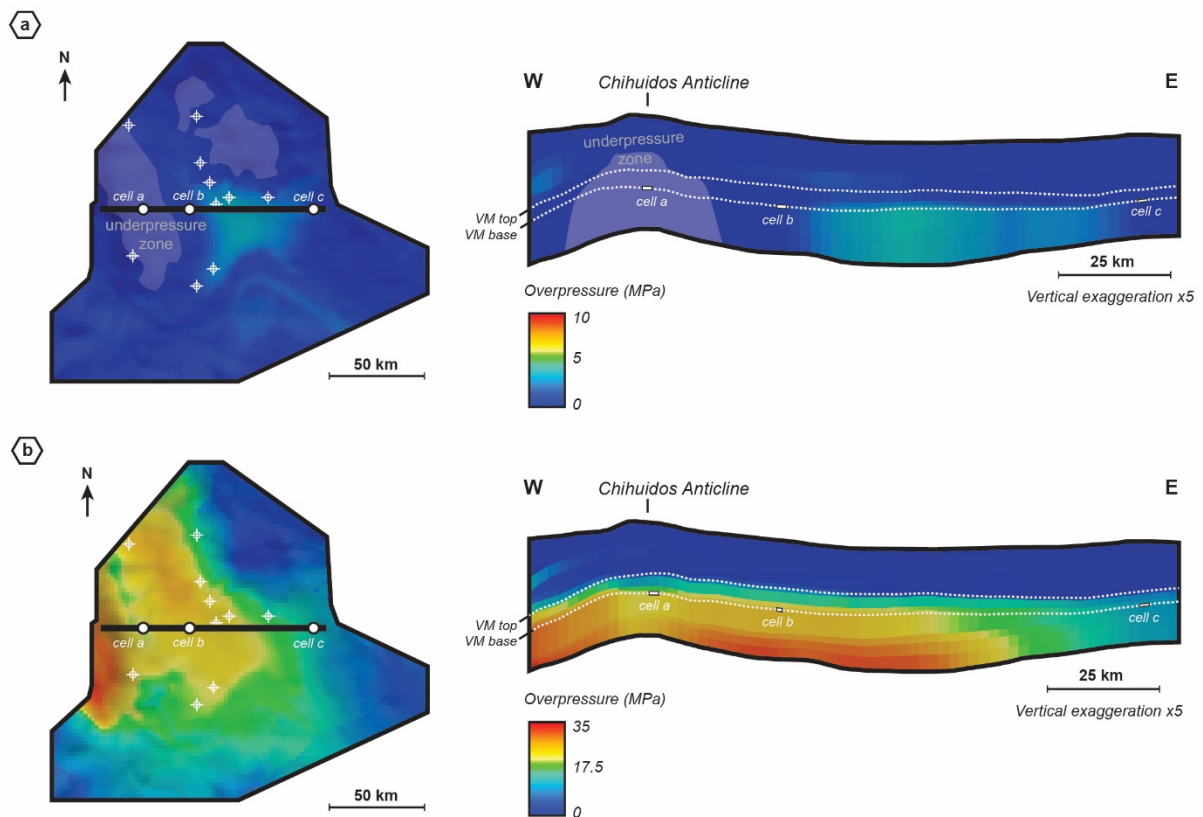 a
N
cell a
cell b
cell c
underpressure
zone
50 km
W
Chihuidos Anticline
E
underpressure
zone
cell a
cell b
cell c
VM top
VM base
25 km
Vertical exaggeration x5
Overpressure (MPa)
10
5
0
b
N
cell a
cell b
cell c
50 km
W
Chihuidos Anticline
E
cell a
cell b
cell c
VM top
VM base
25 km
Vertical exaggeration x5
Overpressure (MPa)
35
17.5
0